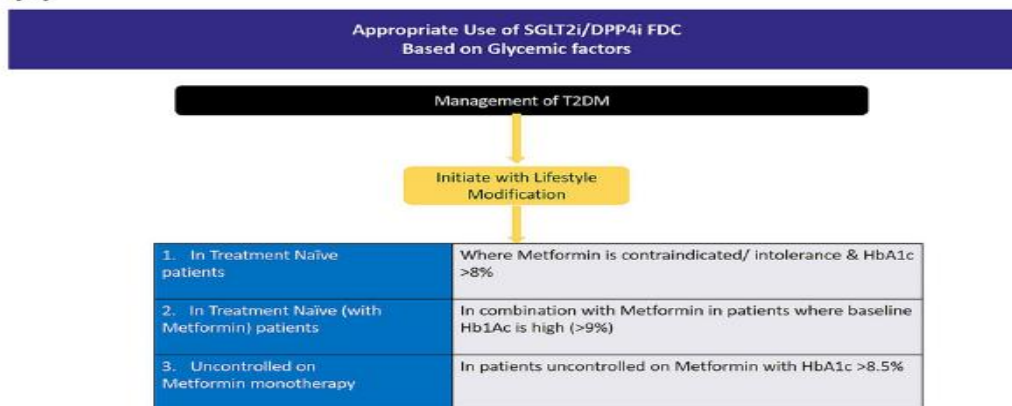 Appropriate Use of SGLT2i/DPP4i FDC
Based on Glycemic factors
Management of T2DM
Initiate with Lifestyle
Modification
1. In Treatment Naïve
patients
Where Metformin is contraindicated/ intolerance & HbA1c
>8%
2. In Treatment Naïve (with
Metformin) patients
In combination with Metformin in patients where baseline
Hb1Ac is high (>9%)
3. Uncontrolled on
Metformin monotherapy
In patients uncontrolled on Metformin with HbA1c >8.5%